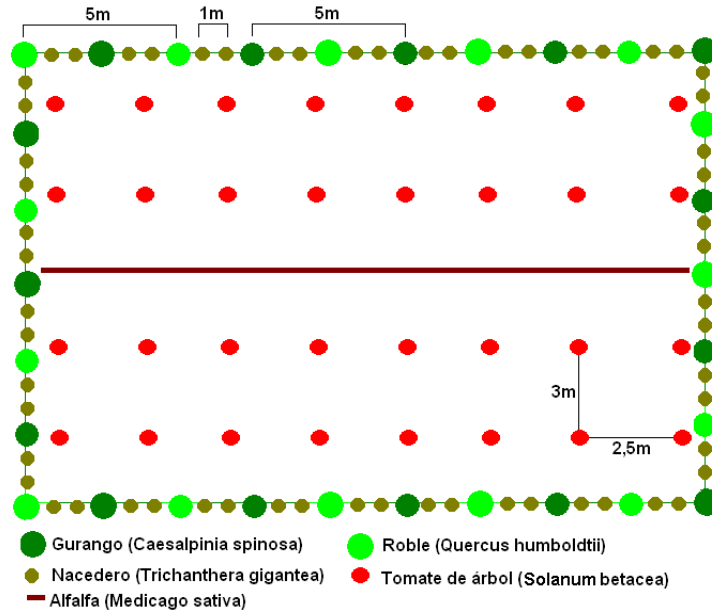 5m 1m 5m
3m
2,5m
Gurango (Caesalpinia spinosa) Roble (Quercus humboldtii)
Nacedero (Trichanthera gigantea) Tomate de árbol (Solanum betacea)
Alfalfa (Medicago sativa)